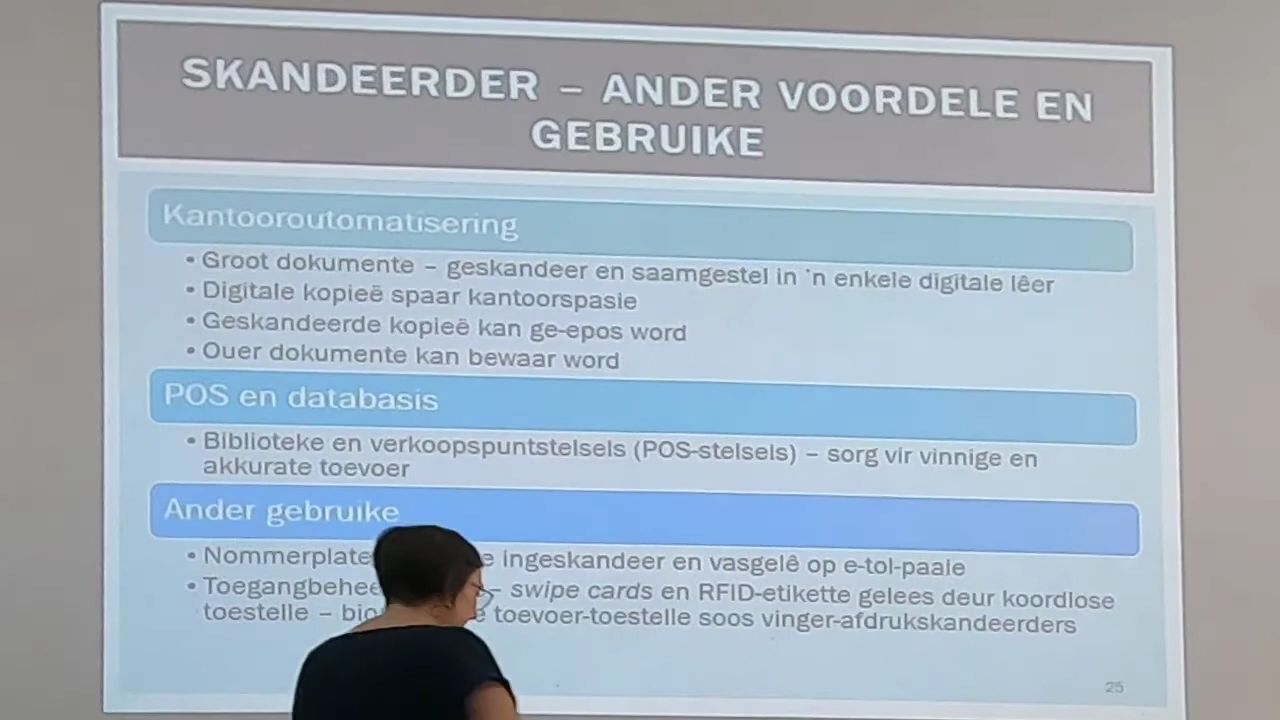 SKANDEERDER – ANDER VOORDELE EN
GEBRUIKE
Kantooroutomatisering
• Groot dokumente – geskandeer en saamgestel in 'n enkele digitale lêer
• Digitale kopieë spaar kantoorspasie
• Geskandeerde kopieë kan ge-epos word
• Ouer dokumente kan bewaar word
POS en databasis
• Biblioteke en verkoopspuntstelsels (POS-stelsels) – sorg vir vinnige en
akkurate toevoer
Ander gebruike
• ingeskandeer en vasgelê op e-tol-paaie
• – swipe cards en RFID-etikette gelees deur koordlose
toestelle – toevoer-toestelle soos vinger-afdrukskandeerders
25